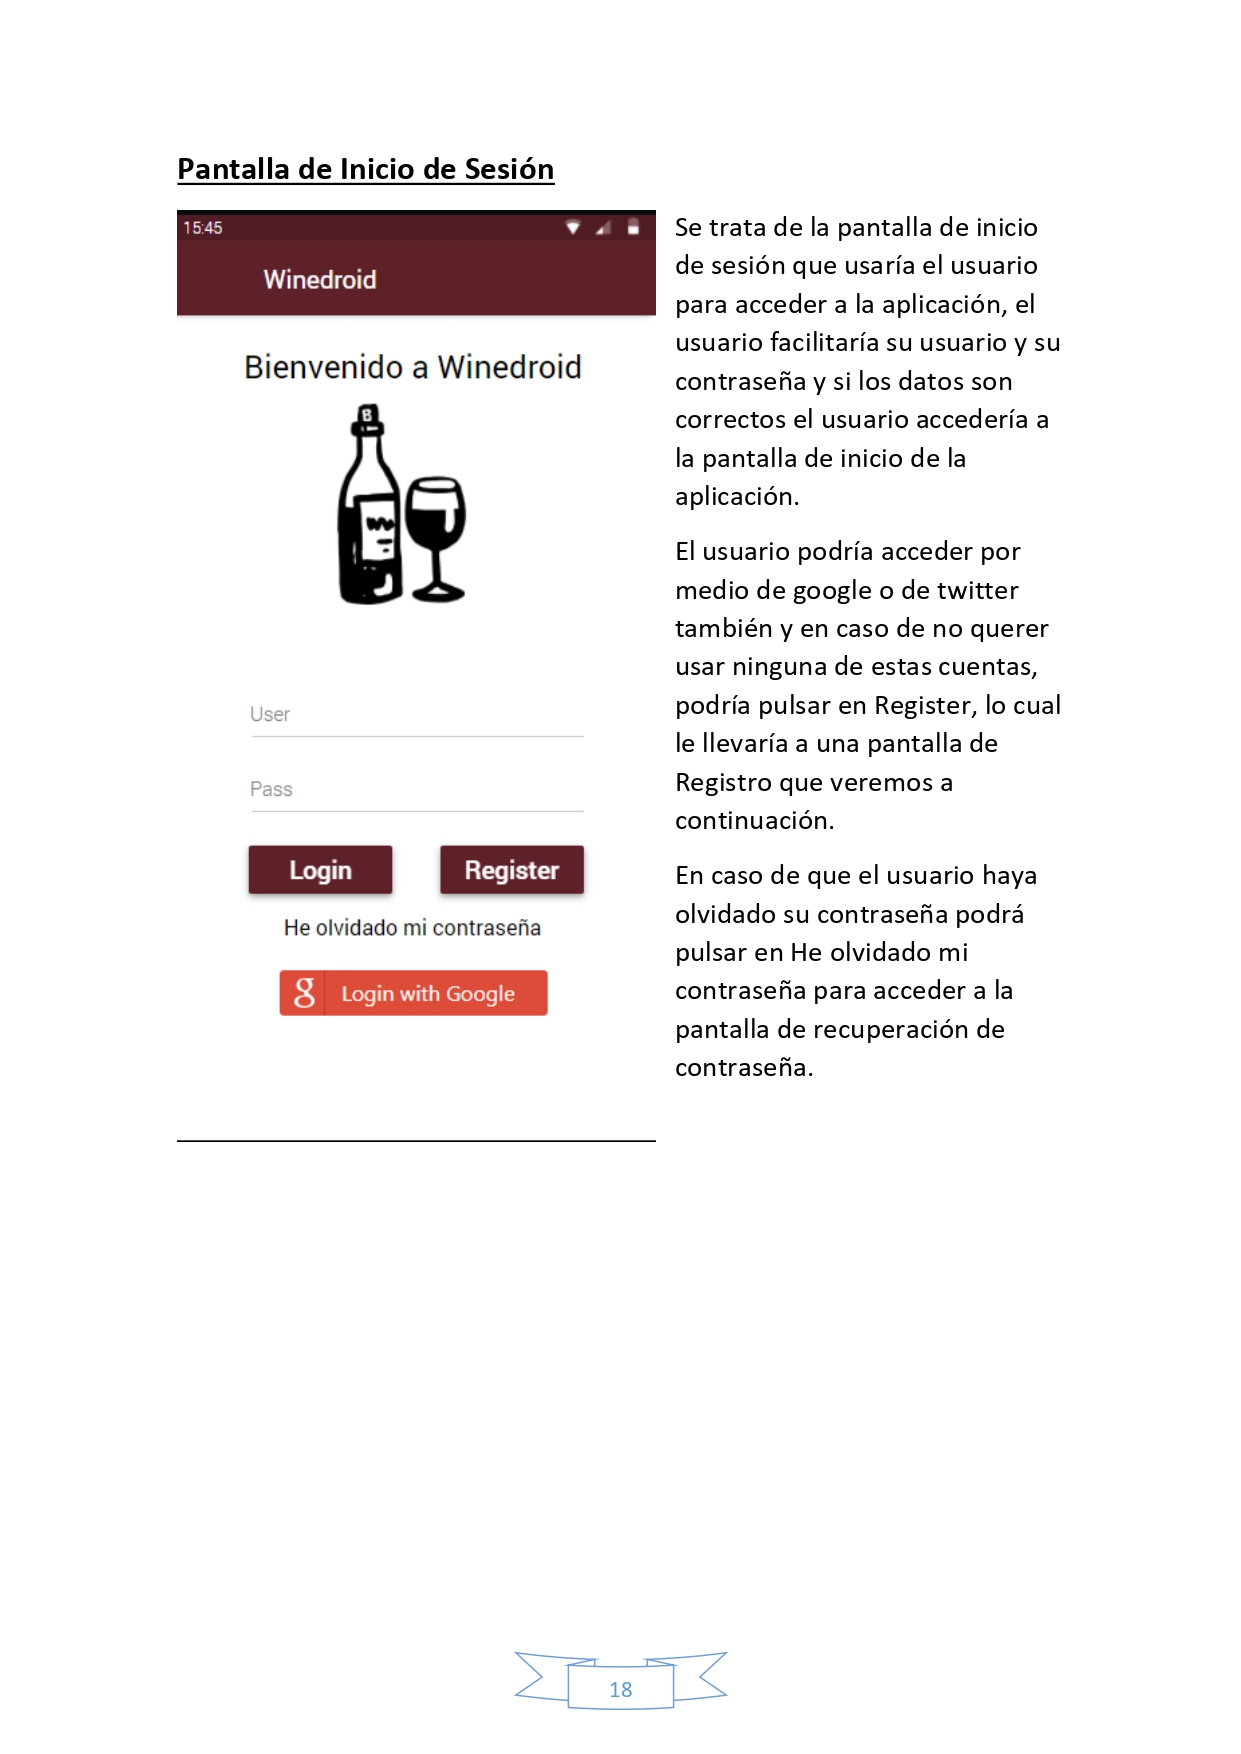 Pantalla de Inicio de Sesión
15:45
Winedroid
Bienvenido a Winedroid
B
User
Pass
Login
Register
He olvidado mi contraseña
g
Login with Google
Se trata de la pantalla de inicio
de sesión que usaría el usuario
para acceder a la aplicación, el
usuario facilitaría su usuario y su
contraseña y si los datos son
correctos el usuario accedería a
la pantalla de inicio de la
aplicación.
El usuario podría acceder por
medio de google o de twitter
también y en caso de no querer
usar ninguna de estas cuentas,
podría pulsar en Register, lo cual
le llevaría a una pantalla de
Registro que veremos a
continuación.
En caso de que el usuario haya
olvidado su contraseña podrá
pulsar en He olvidado mi
contraseña para acceder a la
pantalla de recuperación de
contraseña.
18